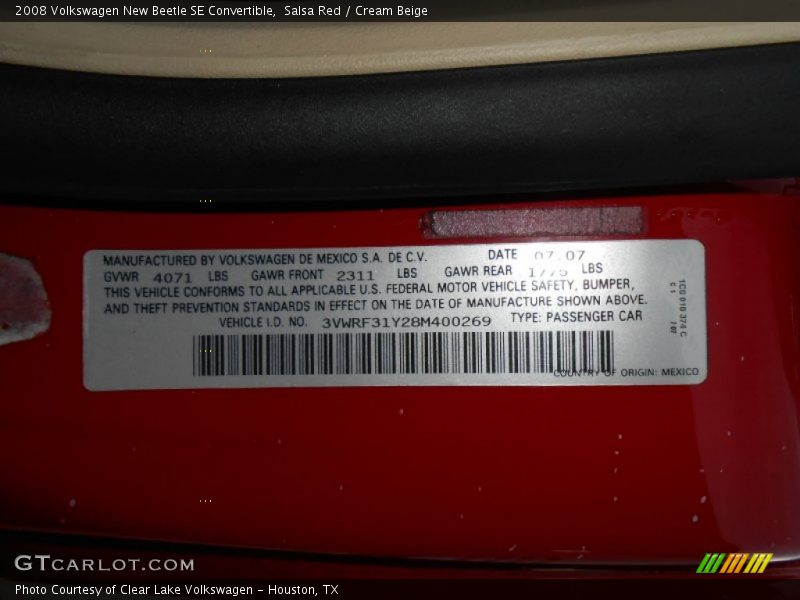 2008 Volkswagen New Beetle SE Convertible,  Salsa Red / Cream Beige
MANUFACTURED BY VOLKSWAGEN DE MEXICO S.A. DE C.V. DATE 07.07
GVWR 4071 LBS GAWR FRONT 2311 LBS GAWR REAR 1775 LBS
THIS VEHICLE CONFORMS TO ALL APPLICABLE U.S. FEDERAL MOTOR VEHICLE SAFETY, BUMPER,
AND THEFT PREVENTION STANDARDS IN EFFECT ON THE DATE OF MANUFACTURE SHOWN ABOVE.
VEHICLE I.D. NO. 3VWRF31Y28M400269 TYPE: PASSENGER CAR
COUNTRY OF ORIGIN: MEXICO
1C0 010 374 C
GTCARLOT.COM
Photo Courtesy of Clear Lake Volkswagen - Houston, TX